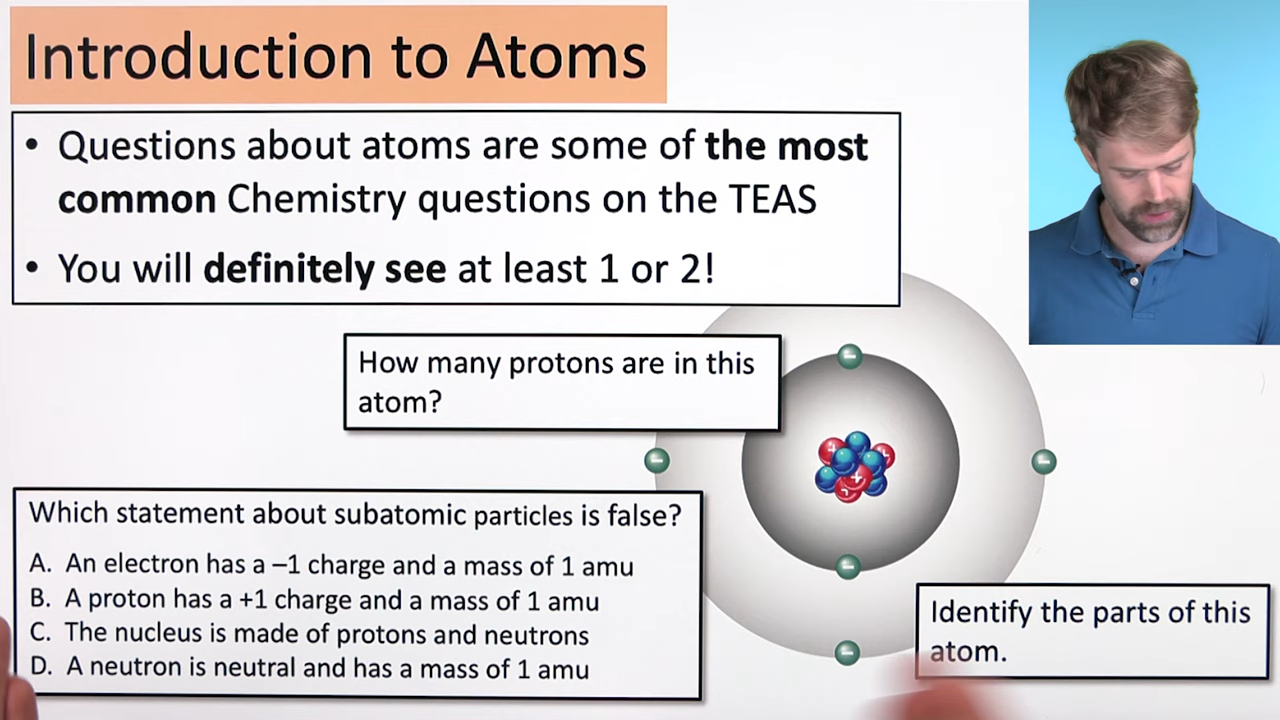 Introduction to Atoms
• Questions about atoms are some of the most
common Chemistry questions on the TEAS
• You will definitely see at least 1 or 2!
How many protons are in this
atom?
Which statement about subatomic particles is false?
A. An electron has a –1 charge and a mass of 1 amu
B. A proton has a +1 charge and a mass of 1 amu
C. The nucleus is made of protons and neutrons
D. A neutron is neutral and has a mass of 1 amu
Identify the parts of this
atom.